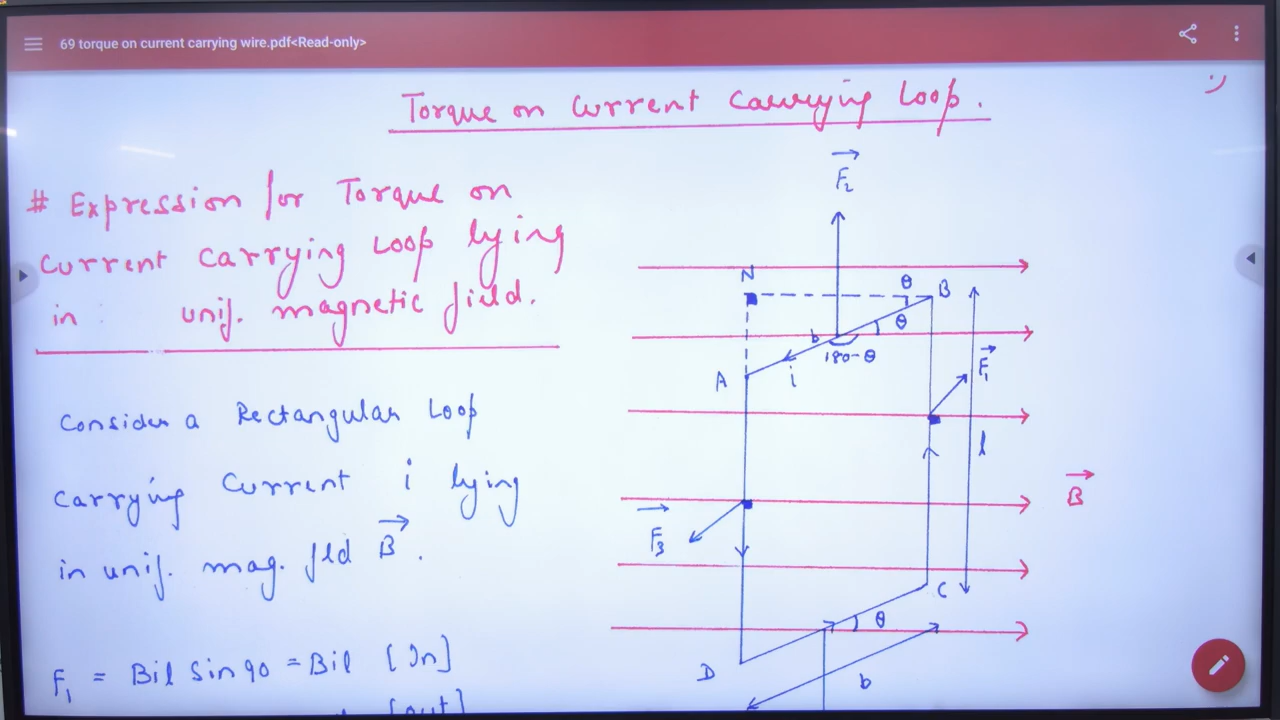 69 torque on current carrying wire.pdf<Read-only>
Torque on current carrying Loop.
# Expression for Torque on
current carrying Loop lying
in unif. magnetic field.
Consider a Rectangular Loop
carrying current i lying
in unif. mag. fld B
F₁ = Bil Sin 90 = Bil [In]
[out]
F₂
N
θ
B
b
θ
180-θ
A
i
F₁
l
B
F₃
C
θ
D
b